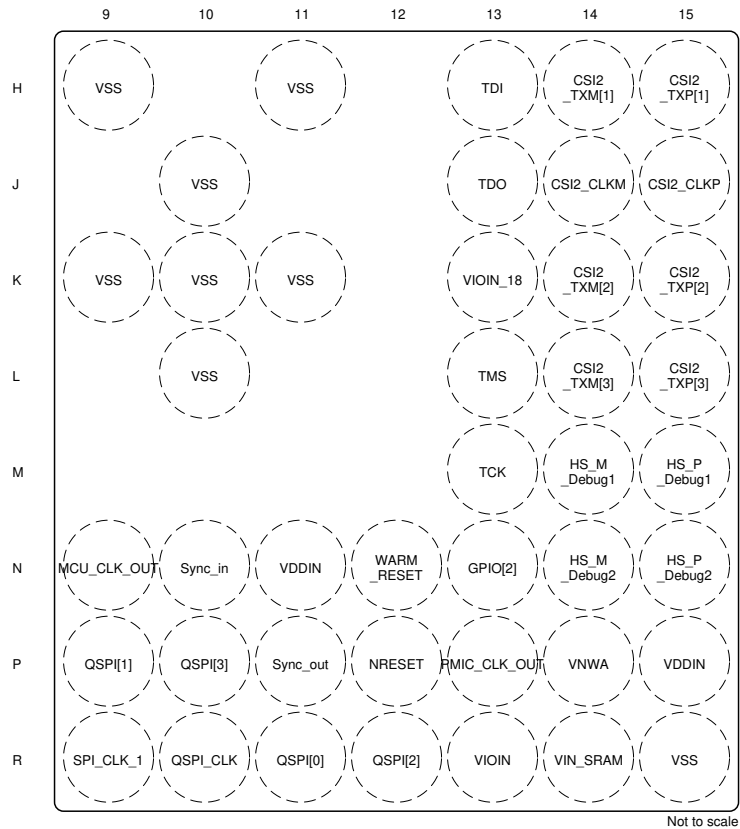 9 10 11 12 13 14 15
H VSS VSS TDI CSI2 _TXM[1] CSI2 _TXP[1]
J VSS TDO CSI2_CLKM CSI2_CLKP
K VSS VSS VSS VIOIN_18 CSI2 _TXM[2] CSI2 _TXP[2]
L VSS TMS CSI2 _TXM[3] CSI2 _TXP[3]
M TCK HS_M _Debug1 HS_P _Debug1
N MCU_CLK_OUT Sync_in VDDIN WARM _RESET GPIO[2] HS_M _Debug2 HS_P _Debug2
P QSPI[1] QSPI[3] Sync_out NRESET PMIC_CLK_OUT VNWA VDDIN
R SPI_CLK_1 QSPI_CLK QSPI[0] QSPI[2] VIOIN VIN_SRAM VSS
Not to scale